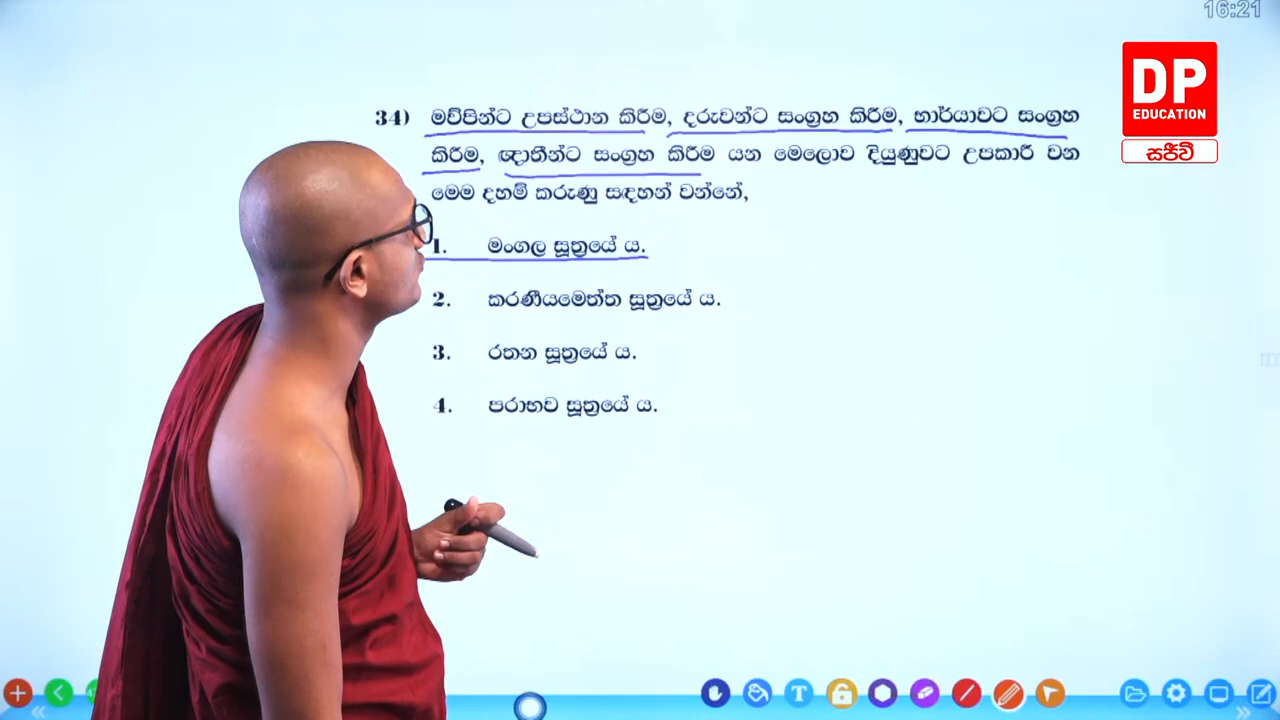 16:21
DP
EDUCATION
සජීවී
34) මව්පින්ට උපස්ථාන කිරීම, දරුවන්ට සංග්‍රහ කිරීම, භාර්යාවට සංග්‍රහ
කිරීම, ඥාතීන්ට සංග්‍රහ කිරීම යන මෙලොව දියුණුවට උපකාරී වන
මෙම දහම් කරුණු සඳහන් වන්නේ,
1. මංගල සූත්‍රයේ ය.
2. කරණීයමෙත්ත සූත්‍රයේ ය.
3. රතන සූත්‍රයේ ය.
4. පරාභව සූත්‍රයේ ය.